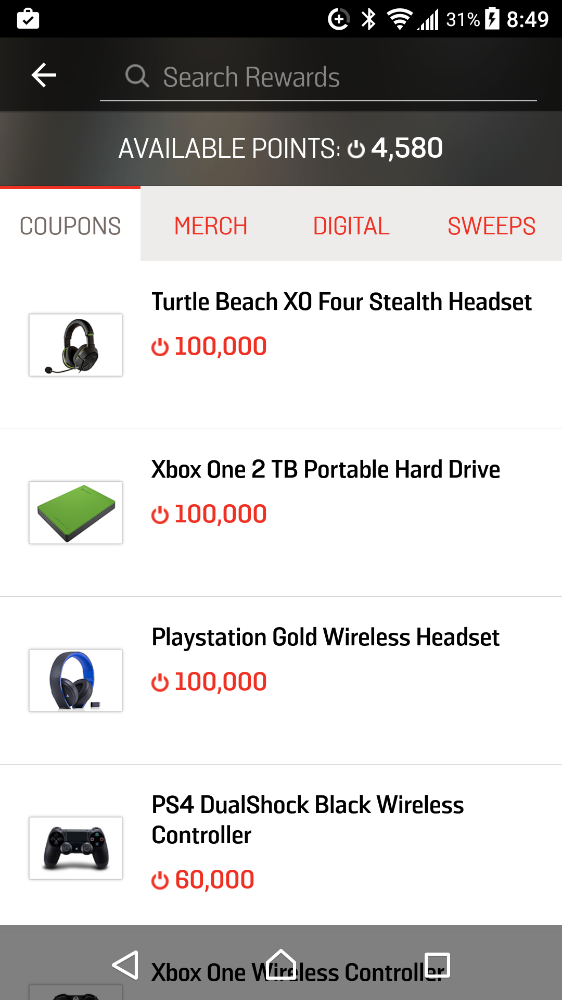 31% 8:49
Search Rewards
AVAILABLE POINTS: 4,580
COUPONS MERCH DIGITAL SWEEPS
Turtle Beach XO Four Stealth Headset
100,000
Xbox One 2 TB Portable Hard Drive
100,000
Playstation Gold Wireless Headset
100,000
PS4 DualShock Black Wireless
Controller
60,000
Xbox One Wireless Controller